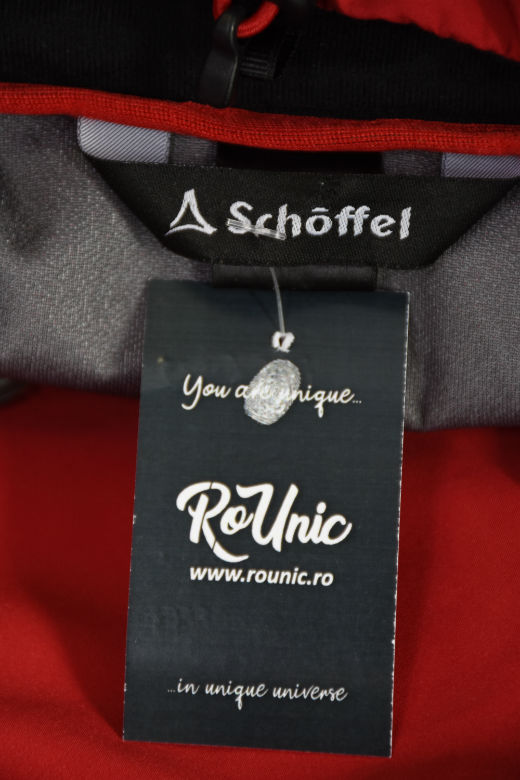 Schöffel
You are unique...
RoUnic
www.rounic.ro
...in unique universe